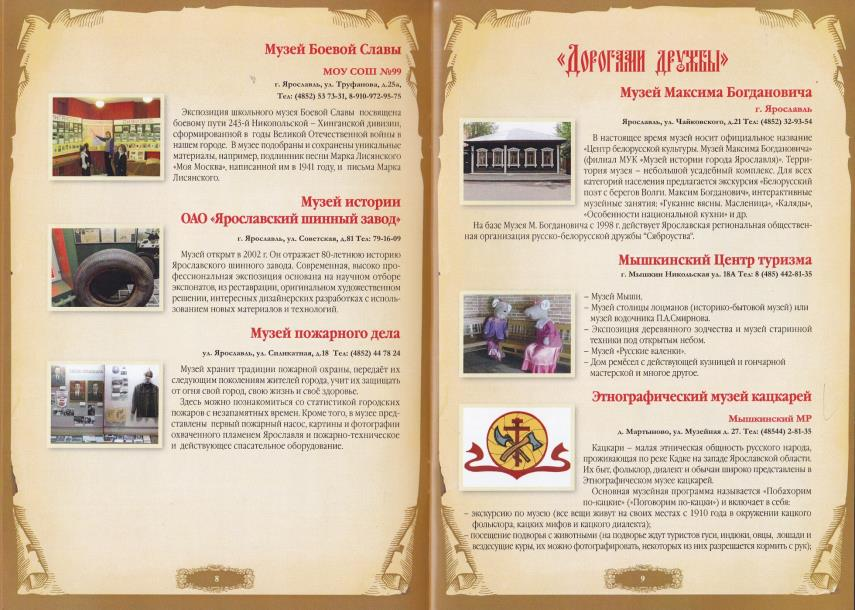 Музей Боевой Славы
МОУ СОШ №99
г. Ярославль, ул. Труфанова, д.25а,
Тел: (4852) 53 73-31, 8-910-972-95-75
Экспозиция школьного музея Боевой Славы посвящена
боевому пути 243-й Никопольской – Хинганской дивизии,
сформированной в годы Великой Отечественной войны в
нашем городе. В музее подобраны и сохранены уникальные
материалы, например, подлинник песни Марка Лисянского
«Моя Москва», написанной им в 1941 году, и письма Марка
Лисянского.
Музей истории
ОАО «Ярославский шинный завод»
г. Ярославль, ул. Советская, д.81 Тел: 79-16-09
Музей открыт в 2002 г. Он отражает 80-летнюю историю
Ярославского шинного завода. Современная, высоко про-
фессиональная экспозиция основана на научном отборе
экспонатов, из реставрации, оригинальном художественном
решении, интересных дизайнерских разработках с исполь-
зованием новых материалов и технологий.
Музей пожарного дела
ул. Ярославль, ул. Спликатная, д.18 Тел: (4852) 44 78 24
Музей хранит традиции пожарной охраны, передаёт их
следующим поколениям жителей города, учит их защищать
от огня свой город, свою жизнь и своё здоровье.
Здесь можно познакомиться со статистикой городских
пожаров с незапамятных времен. Кроме того, в музее пред-
ставлены первый пожарный насос, картины и фотографии
охваченного пламенем Ярославля и пожарно-техническое
и действующее спасательное оборудование.
8
«Дорогами дружбы»
Музей Максима Богдановича
г. Ярославль
Ярославль, ул. Чайковского, д.21 Тел: (4852) 32-93-54
В настоящее время музей носит официальное название
«Центр белорусской культуры. Музей Максима Богдановича»
(филиал МУК «Музей истории города Ярославля»). Терри-
тория музея – небольшой усадебный комплекс. Для всех
категорий населения предлагается экскурсия «Белорусский
поэт с берегов Волги. Максим Богданович», интерактивные
музейные занятия: «Гукание вясны. Масленица», «Каляды»,
«Особенности национальной кухни» и др.
На базе Музея М. Богдановича с 1998 г. действует Ярославская региональная обществен-
ная организация русско-белорусской дружбы "Сяброуства".
Мышкинский Центр туризма
г. Мышкин Никольская ул. 18А Тел: 8 (485) 442-81-35
– Музей Мыши.
– Музей столицы лоцманов (историко-бытовой музей) или
музей водочника П.А.Смирнова.
– Экспозиция деревянного зодчества и музей старинной
техники под открытым небом.
– Музей «Русские валенки».
– Дом ремёсел с действующей кузницей и гончарной
мастерской и многое другое.
Этнографический музей кацкарей
Мышкинский МР
д. Мартыново, ул. Музейная д. 27. Тел: (48544) 2-81-35
Кацкари – малая этническая общность русского народа,
проживающая по реке Кадке на западе Ярославской области.
Их быт, фольклор, диалект и обычаи широко представлены в
Этнографическом музее кацкарей.
Основная музейная программа называется «Побахорим
по-кацкие» («Поговорим по-кацки») и включает в себя:
– экскурсию по музею (все вещи живут на своих местах с 1910 года в окружении кацкого
фольклора, кацких мифов и кацкого диалекта);
– посещение подворья с животными (на подворье ждут туристов гуси, индюки, овцы, лошади и
вездесущие куры, их можно фотографировать, некоторых из них разрешается кормить с рук);
9